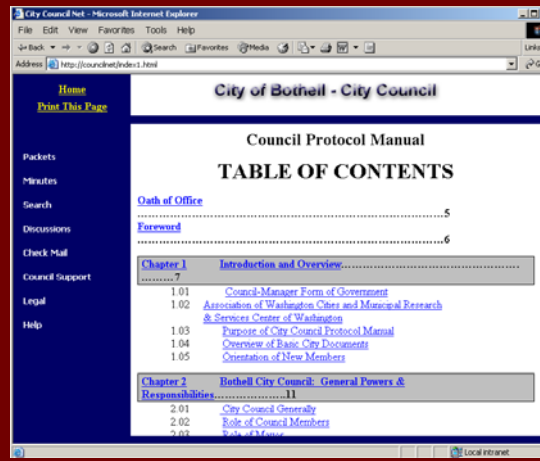 City Council Net - Microsoft Internet Explorer
File Edit View Favorites Tools Help
Back Search Favorites Media
Links
Address http://councilnet/index1.html
Home
Print This Page
Packets
Minutes
Search
Discussions
Check Mail
Council Support
Legal
Help
City of Bothell - City Council
Council Protocol Manual
TABLE OF CONTENTS
Oath of Office
..................................................................................5
Foreword
..................................................................................6
Chapter 1 Introduction and Overview................................................
.........7
1.01 Council-Manager Form of Government
1.02 Association of Washington Cities and Municipal Research
& Services Center of Washington
1.03 Purpose of City Council Protocol Manual
1.04 Overview of Basic City Documents
1.05 Orientation of New Members
Chapter 2 Bothell City Council: General Powers &
Responsibilities.....................11
2.01 City Council Generally
2.02 Role of Council Members
2.03 Role of Mayor
Local intranet